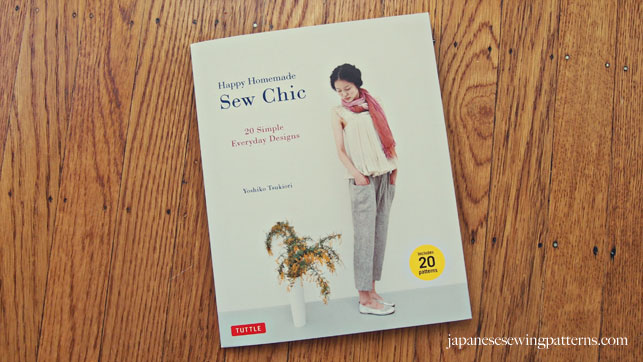 Happy Homemade
Sew Chic
20 Simple
Everyday Designs
Yoshiko Tsukiori
Includes
20
patterns
TUTTLE
japanesesewingpatterns.com